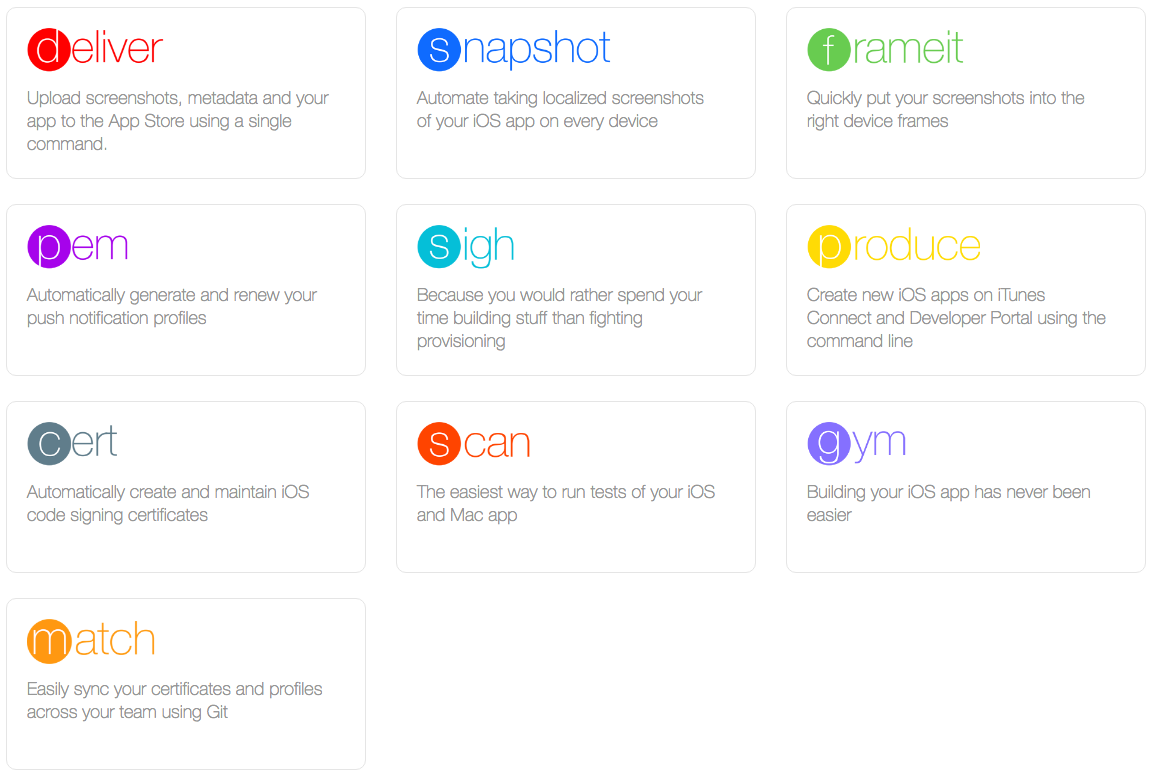 deliver
Upload screenshots, metadata and your
app to the App Store using a single
command.
snapshot
Automate taking localized screenshots
of your iOS app on every device
frameit
Quickly put your screenshots into the
right device frames
pem
Automatically generate and renew your
push notification profiles
sigh
Because you would rather spend your
time building stuff than fighting
provisioning
produce
Create new iOS apps on iTunes
Connect and Developer Portal using the
command line
cert
Automatically create and maintain iOS
code signing certificates
scan
The easiest way to run tests of your iOS
and Mac app
gym
Building your iOS app has never been
easier
match
Easily sync your certificates and profiles
across your team using Git